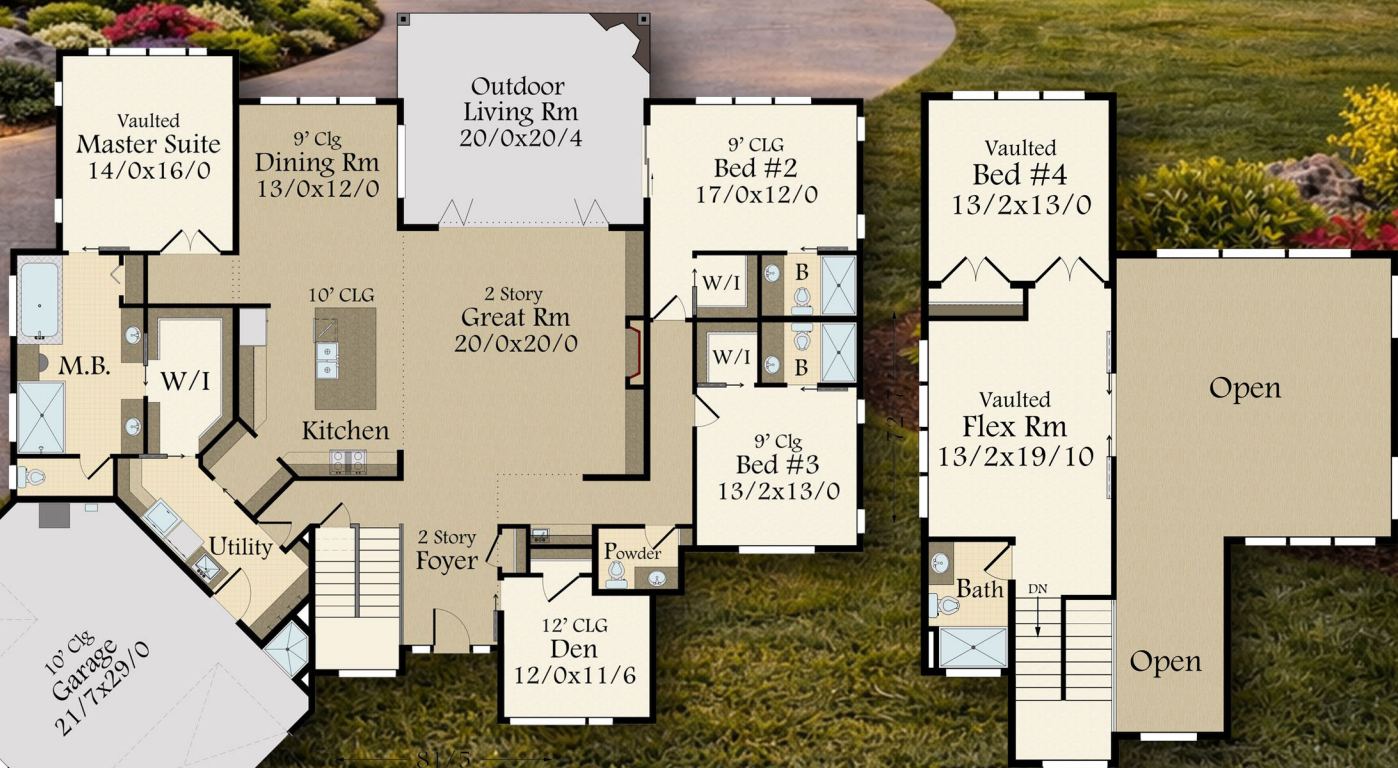 Vaulted
Master Suite
14/0x16/0
9' Clg
Dining Rm
13/0x12/0
Outdoor
Living Rm
20/0x20/4
9' CLG
Bed #2
17/0x12/0
W/I
B
W/I
B
9' Clg
Bed #3
13/2x13/0
10' CLG
Kitchen
2 Story
Great Rm
20/0x20/0
M.B.
W/I
Utility
2 Story
Foyer
Powder
12' CLG
Den
12/0x11/6
10' Clg
Garage
21/7x29/0
81/5
Vaulted
Bed #4
13/2x13/0
Vaulted
Flex Rm
13/2x19/10
Open
Bath
DN
Open